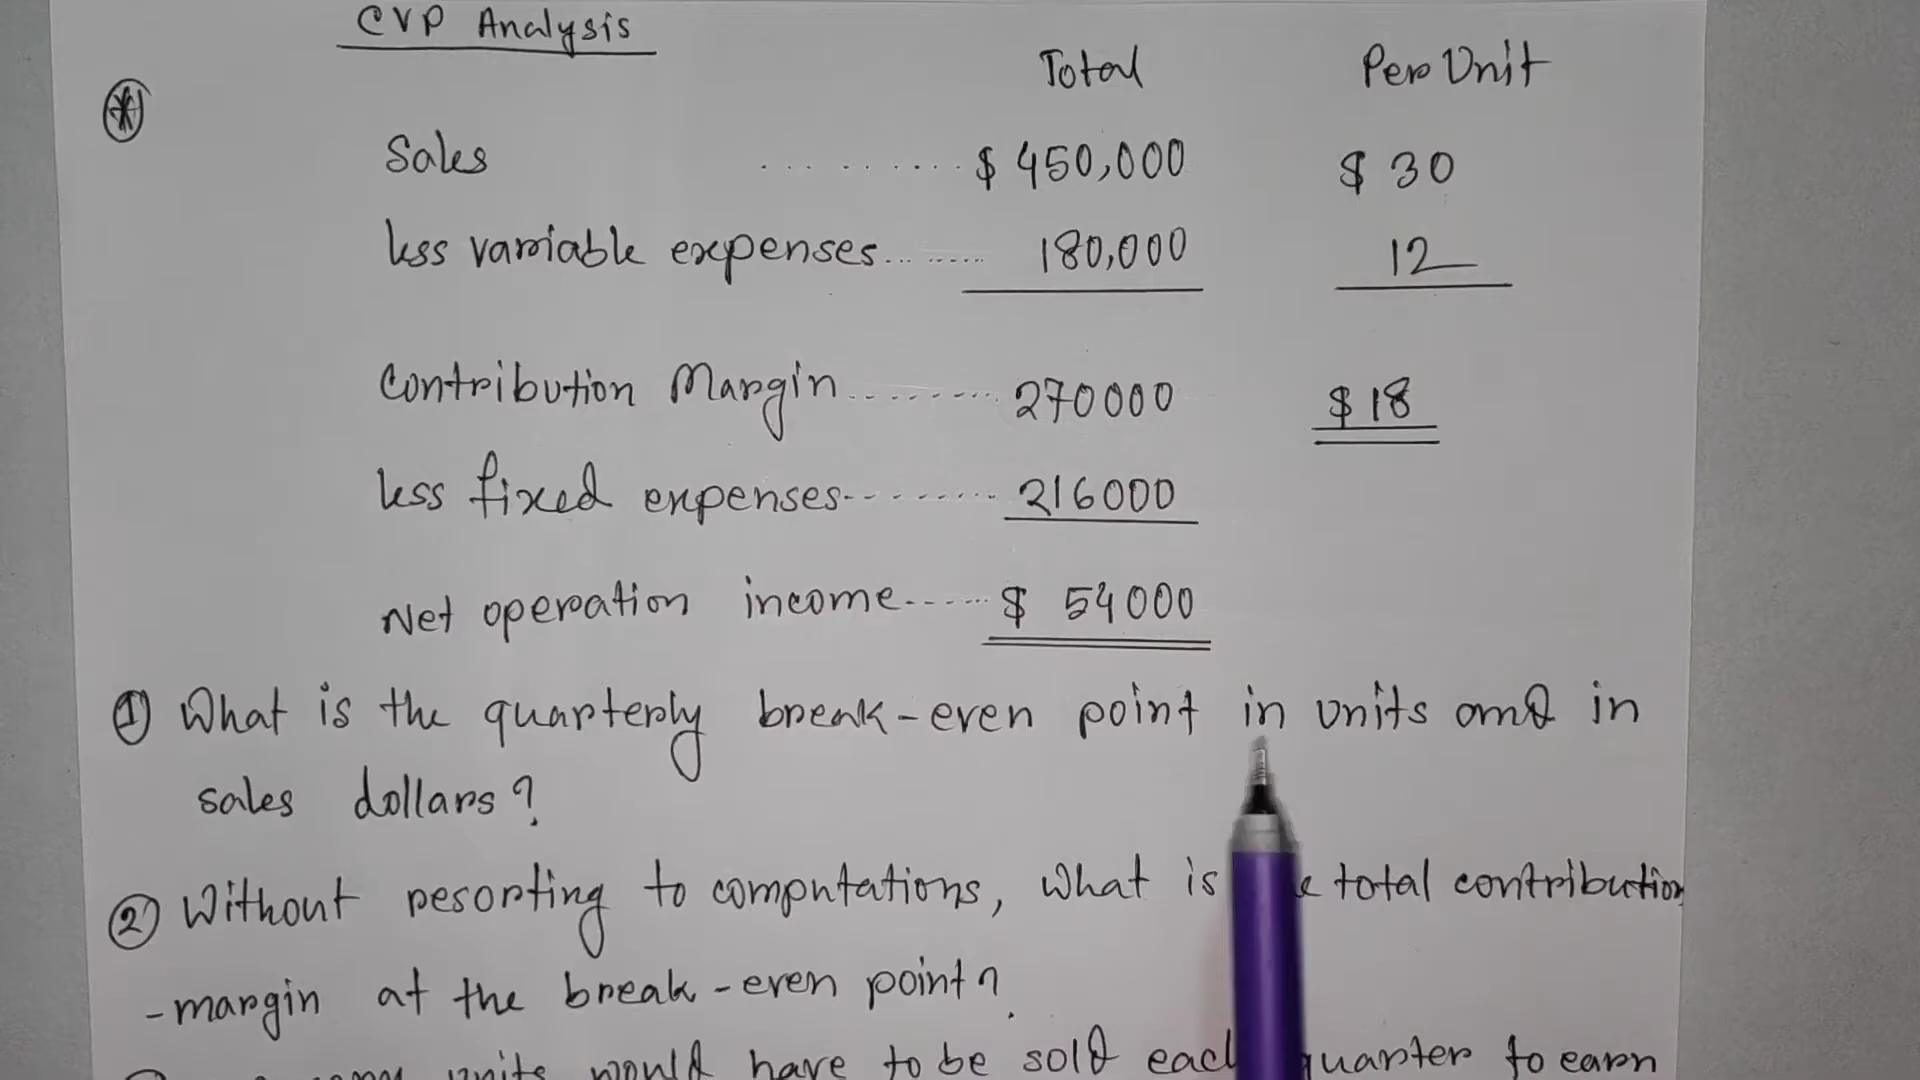 CVP Analysis
Total Per Unit
Sales .......... $ 450,000 $ 30
less variable expenses.......... 180,000 12
Contribution Margin.......... 270000 $ 18
less fixed expenses.......... 216000
Net operation income....... $ 54000
① What is the quarterly break-even point in units and in
sales dollars?
② Without resorting to computations, what is total contribution
-margin at the break-even point?
units would have to be sold each quarter to earn